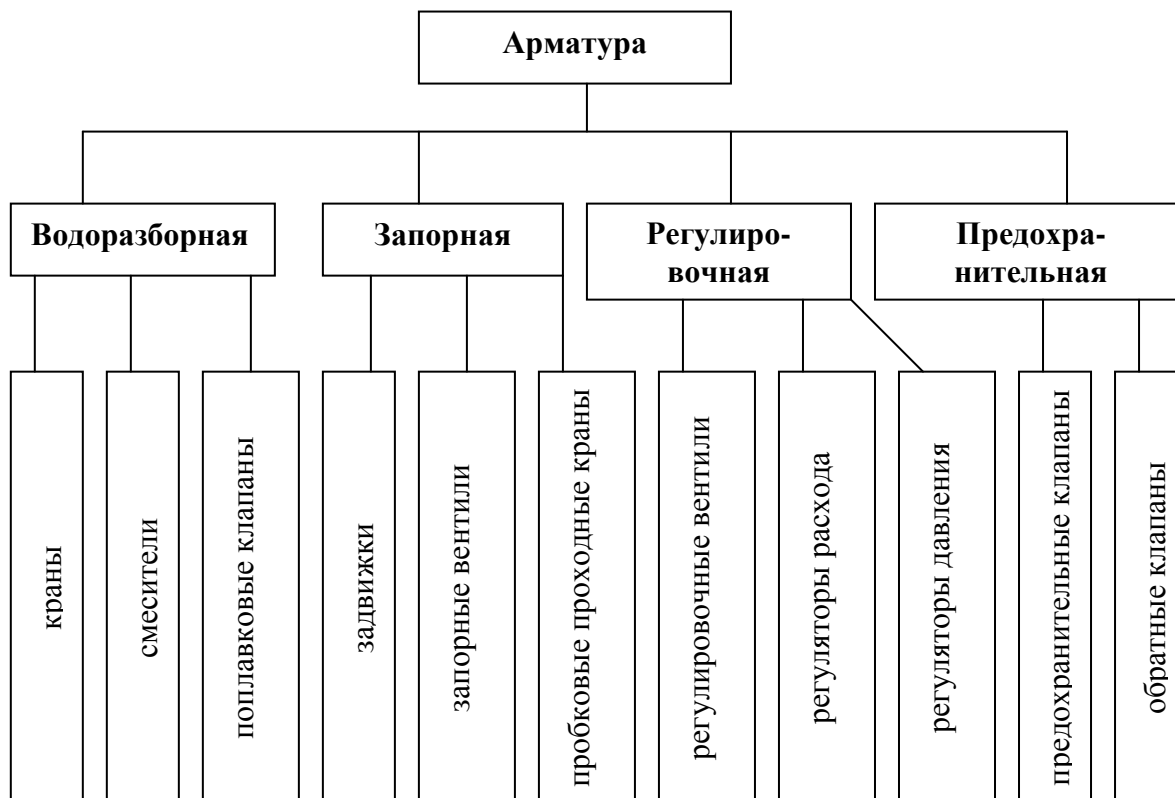 Арматура
Водоразборная
Запорная
Регулиро-
вочная
Предохра-
нительная
краны
смесители
поплавковые клапаны
задвижки
запорные вентили
пробковые проходные краны
регулировочные вентили
регуляторы расхода
регуляторы давления
предохранительные клапаны
обратные клапаны